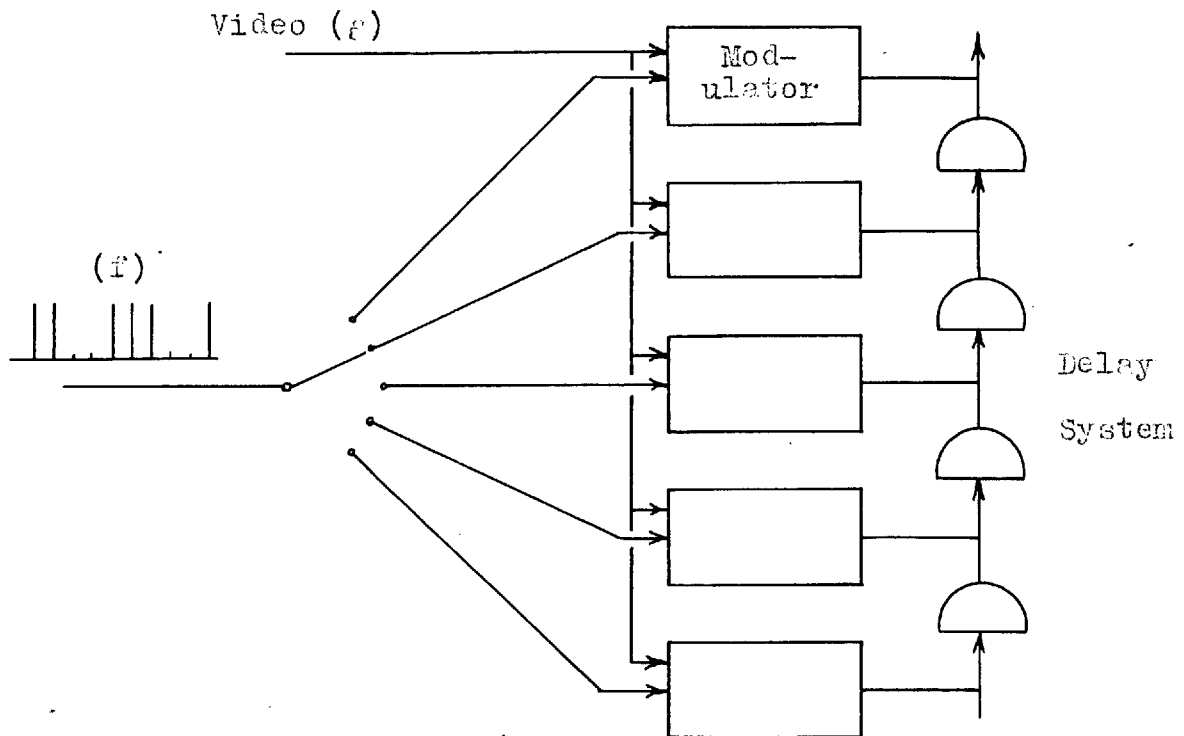 Video (g)
Mod-
ulator
(f)
Delay
System